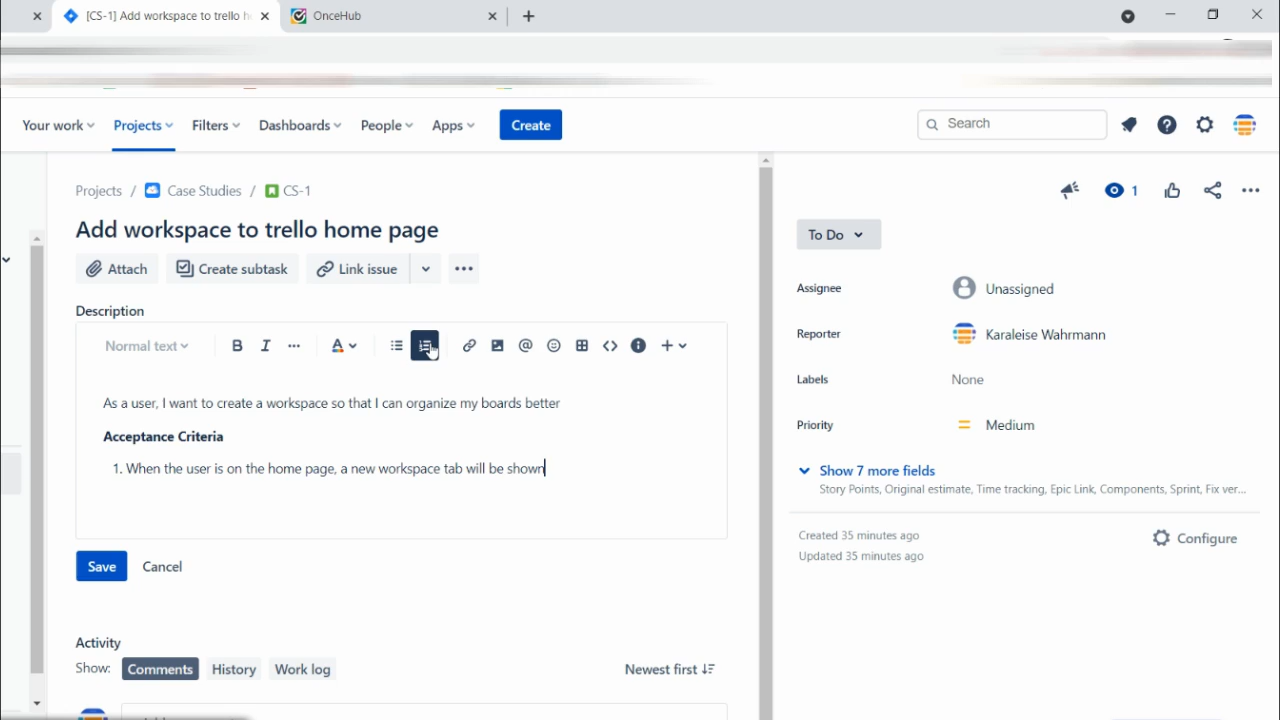 [CS-1] Add workspace to trello h
OnceHub
Your work
Projects
Filters
Dashboards
People
Apps
Create
Search
Projects / Case Studies / CS-1
Add workspace to trello home page
Attach
Create subtask
Link issue
Description
Normal text
B
I
A
As a user, I want to create a workspace so that I can organize my boards better
Acceptance Criteria
1. When the user is on the home page, a new workspace tab will be shown
Save
Cancel
Activity
Show:
Comments
History
Work log
Newest first
1
To Do
Assignee
Unassigned
Reporter
Karaleise Wahrmann
Labels
None
Priority
Medium
Show 7 more fields
Story Points, Original estimate, Time tracking, Epic Link, Components, Sprint, Fix ver...
Created 35 minutes ago
Updated 35 minutes ago
Configure